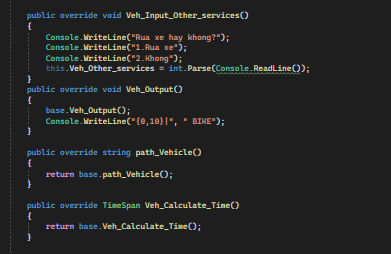 public override void Veh_Input_Other_services()
{
Console.WriteLine("Rua xe hay khong?");
Console.WriteLine("1.Rua xe");
Console.WriteLine("2.Khong");
this.Veh_Other_services = int.Parse(Console.ReadLine());
}
public override void Veh_Output()
{
base.Veh_Output();
Console.WriteLine("{0,10}|", " BIKE");
}
public override string path_Vehicle()
{
return base.path_Vehicle();
}
public override TimeSpan Veh_Calculate_Time()
{
return base.Veh_Calculate_Time();
}